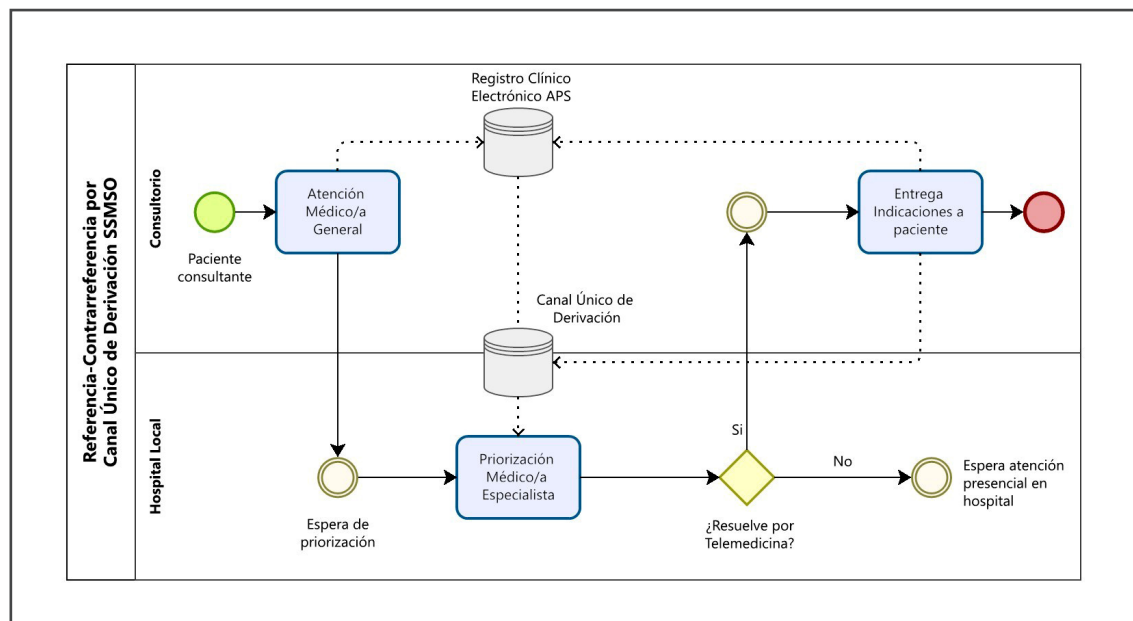 Referencia-Contrarreferencia por
Canal Único de Derivación SSMSO
Consultorio
Registro Clínico
Electrónico APS
Atención
Médico/a
General
Entrega
Indicaciones a
paciente
Paciente
consultante
Canal Único de
Derivación
Hospital Local
Si
Priorización
Médico/a
Especialista
No
Espera atención
presencial en
hospital
Espera de
priorización
¿Resuelve por
Telemedicina?